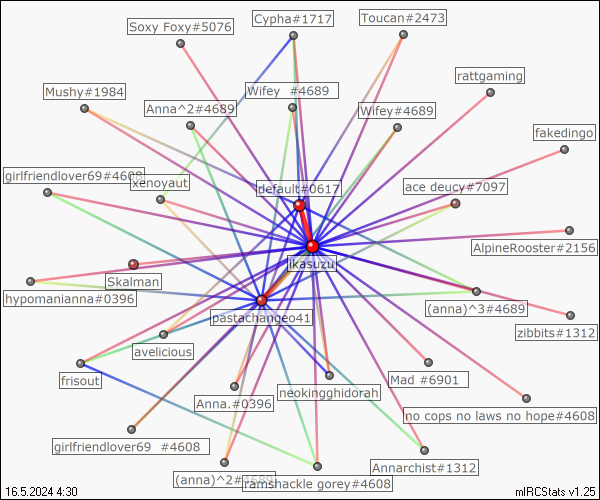 Soxy Foxy#5076
Cypha#1717
Toucan#2473
rattgaming
Mushy#1984
Anna^2#4689
Wifey _#4689
Wifey#4689
fakedingo
girlfriendlover69#4608
xenoyaut
default#0617
ace deucy#7097
AlpineRooster#2156
ikasuzu
Skalman
hypomanianna#0396
pastachange041
(anna)^3#4689
zibbits#1312
avelicious
frisout
Anna.#0396
neokingghidorah
Mad #6901
no cops no laws no hope#4608
girlfriendlover69 #4608
(anna)^2#4689
ramshackle gorey#4608
Annarchist#1312
16.5.2024 4:30
mIRCStats v1.25